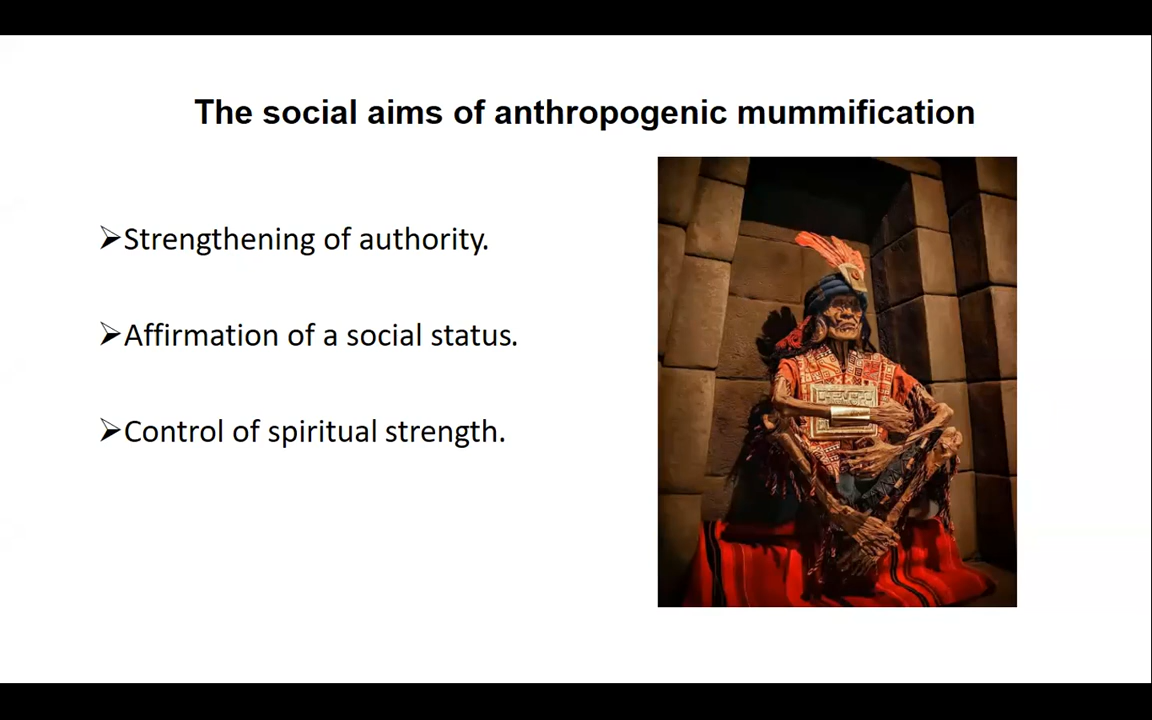 The social aims of anthropogenic mummification
➢Strengthening of authority.
➢Affirmation of a social status.
➢Control of spiritual strength.